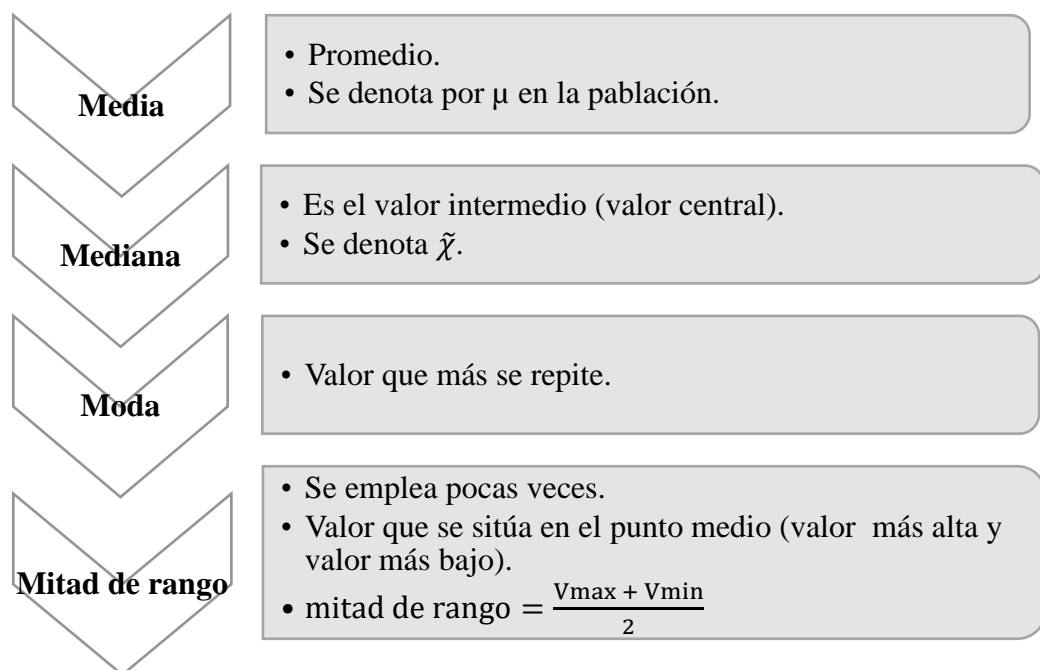 Media
• Promedio.
• Se denota por μ en la pablación.
Mediana
• Es el valor intermedio (valor central).
• Se denota 𝜒̃.
Moda
• Valor que más se repite.
Mitad de rango
• Se emplea pocas veces.
• Valor que se sitúa en el punto medio (valor más alta y
valor más bajo).
• mitad de rango = (Vmax + Vmin)/2